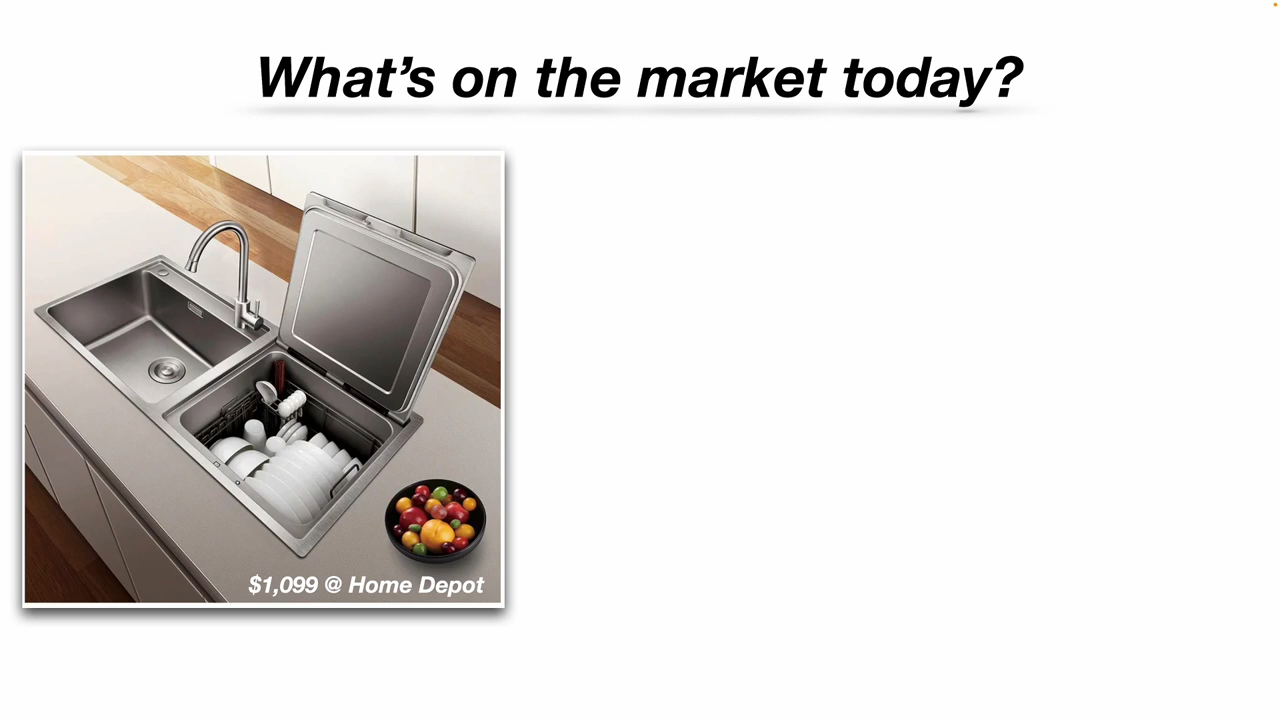 What’s on the market today?
$1,099 @ Home Depot